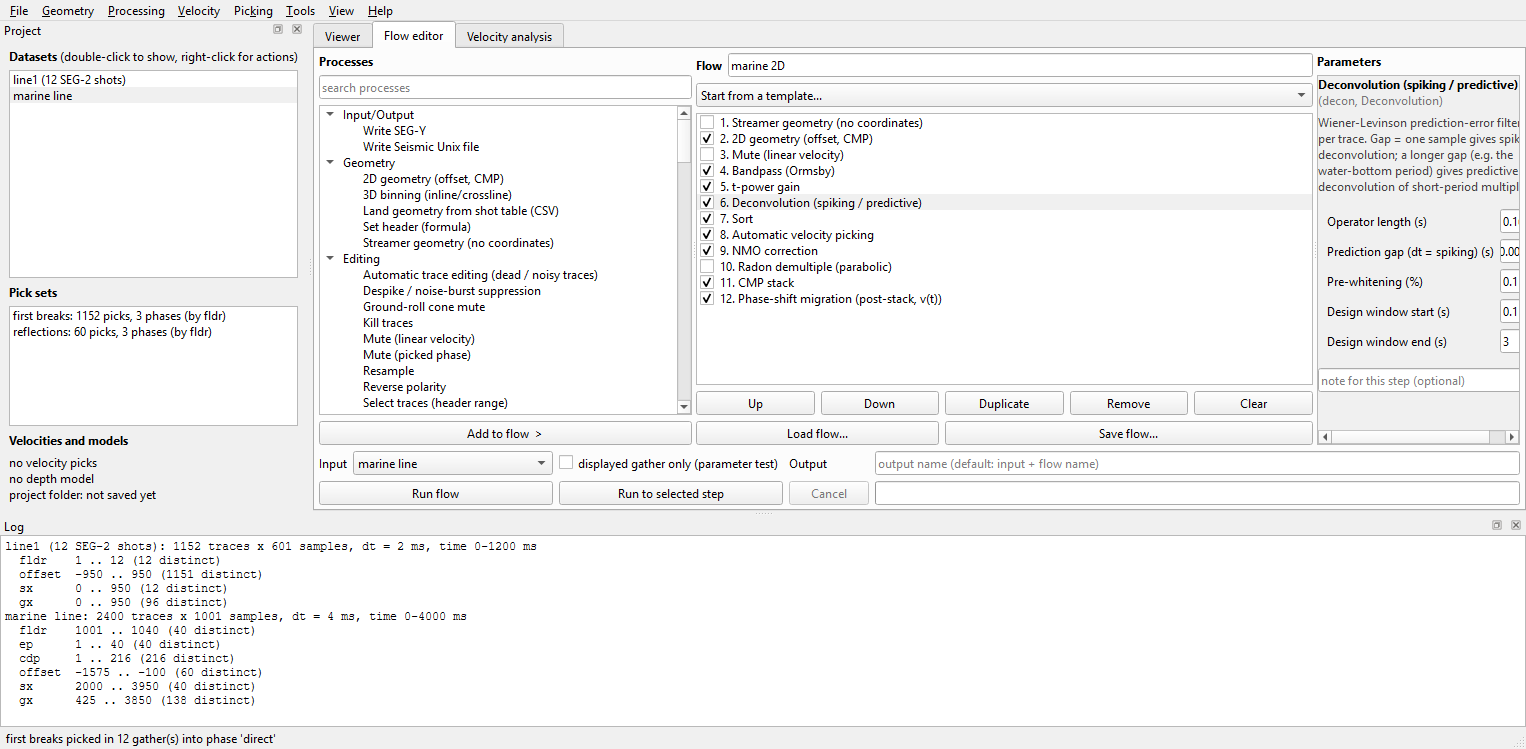 File Geometry Processing Velocity Picking Tools View Help
Project
Datasets (double-click to show, right-click for actions)
line1 (12 SEG-2 shots)
marine line
Pick sets
first breaks: 1152 picks, 3 phases (by fldr)
reflections: 60 picks, 3 phases (by fldr)
Velocities and models
no velocity picks
no depth model
project folder: not saved yet
Viewer Flow editor Velocity analysis
Processes
search processes
Input/Output
Write SEG-Y
Write Seismic Unix file
Geometry
2D geometry (offset, CMP)
3D binning (inline/crossline)
Land geometry from shot table (CSV)
Set header (formula)
Streamer geometry (no coordinates)
Editing
Automatic trace editing (dead / noisy traces)
Despike / noise-burst suppression
Ground-roll cone mute
Kill traces
Mute (linear velocity)
Mute (picked phase)
Resample
Reverse polarity
Select traces (header range)
Add to flow >
Flow marine 2D
Start from a template...
1. Streamer geometry (no coordinates)
2. 2D geometry (offset, CMP)
3. Mute (linear velocity)
4. Bandpass (Ormsby)
5. t-power gain
6. Deconvolution (spiking / predictive)
7. Sort
8. Automatic velocity picking
9. NMO correction
10. Radon demultiple (parabolic)
11. CMP stack
12. Phase-shift migration (post-stack, v(t))
Up Down Duplicate Remove Clear
Load flow... Save flow...
Parameters
Deconvolution (spiking / predictive)
(decon, Deconvolution)
Wiener-Levinson prediction-error filter
per trace. Gap = one sample gives spik
deconvolution; a longer gap (e.g. the
water-bottom period) gives predictive
deconvolution of short-period multipl
Operator length (s) 0.1
Prediction gap (dt = spiking) (s) 0.00
Pre-whitening (%) 0.1
Design window start (s) 0.1
Design window end (s) 3
note for this step (optional)
Input marine line displayed gather only (parameter test) Output output name (default: input + flow name)
Run flow Run to selected step Cancel
Log
line1 (12 SEG-2 shots): 1152 traces x 601 samples, dt = 2 ms, time 0-1200 ms
fldr 1 .. 12 (12 distinct)
offset -950 .. 950 (1151 distinct)
sx 0 .. 950 (12 distinct)
gx 0 .. 950 (96 distinct)
marine line: 2400 traces x 1001 samples, dt = 4 ms, time 0-4000 ms
fldr 1001 .. 1040 (40 distinct)
ep 1 .. 40 (40 distinct)
cdp 1 .. 216 (216 distinct)
offset -1575 .. -100 (60 distinct)
sx 2000 .. 3950 (40 distinct)
gx 425 .. 3850 (138 distinct)
first breaks picked in 12 gather(s) into phase 'direct'